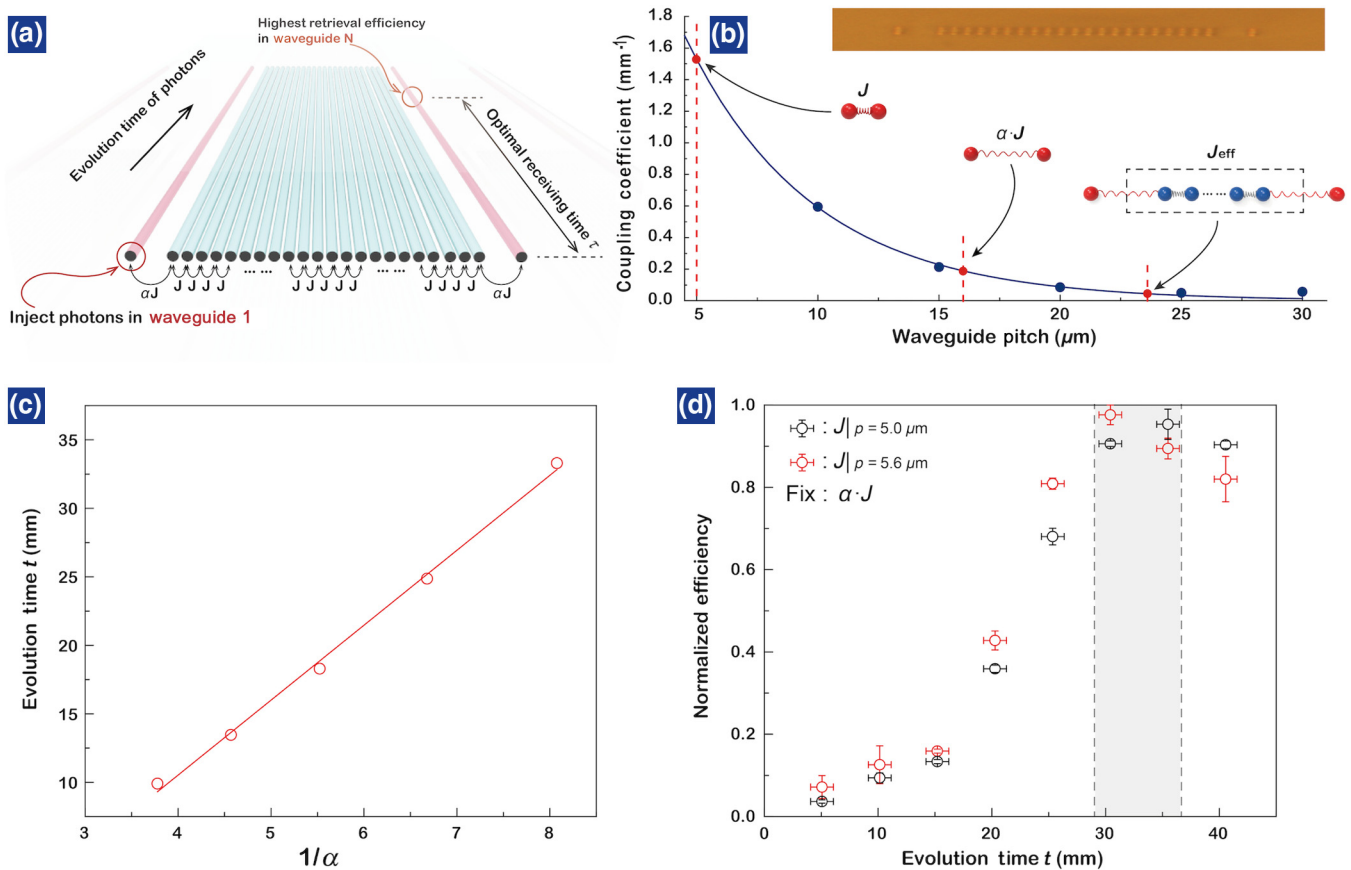 (a)
Highest retrieval efficiency
in waveguide N
Evolution time of photons
Optimal receiving time τ
αJ J J J J ... ... J J J J J ... ... J J J αJ
Inject photons in waveguide 1
(b)
Coupling coefficient (mm⁻¹)
1.8
1.6
1.4
1.2
1.0
0.8
0.6
0.4
0.2
0.0
J
α·J
Jeff
5 10 15 20 25 30
Waveguide pitch (μm)
(c)
Evolution time t (mm)
35
30
25
20
15
10
3 4 5 6 7 8
1/α
(d)
Normalized efficiency
1.0
0.8
0.6
0.4
0.2
0.0
: J| p = 5.0 μm
: J| p = 5.6 μm
Fix : α·J
0 10 20 30 40
Evolution time t (mm)